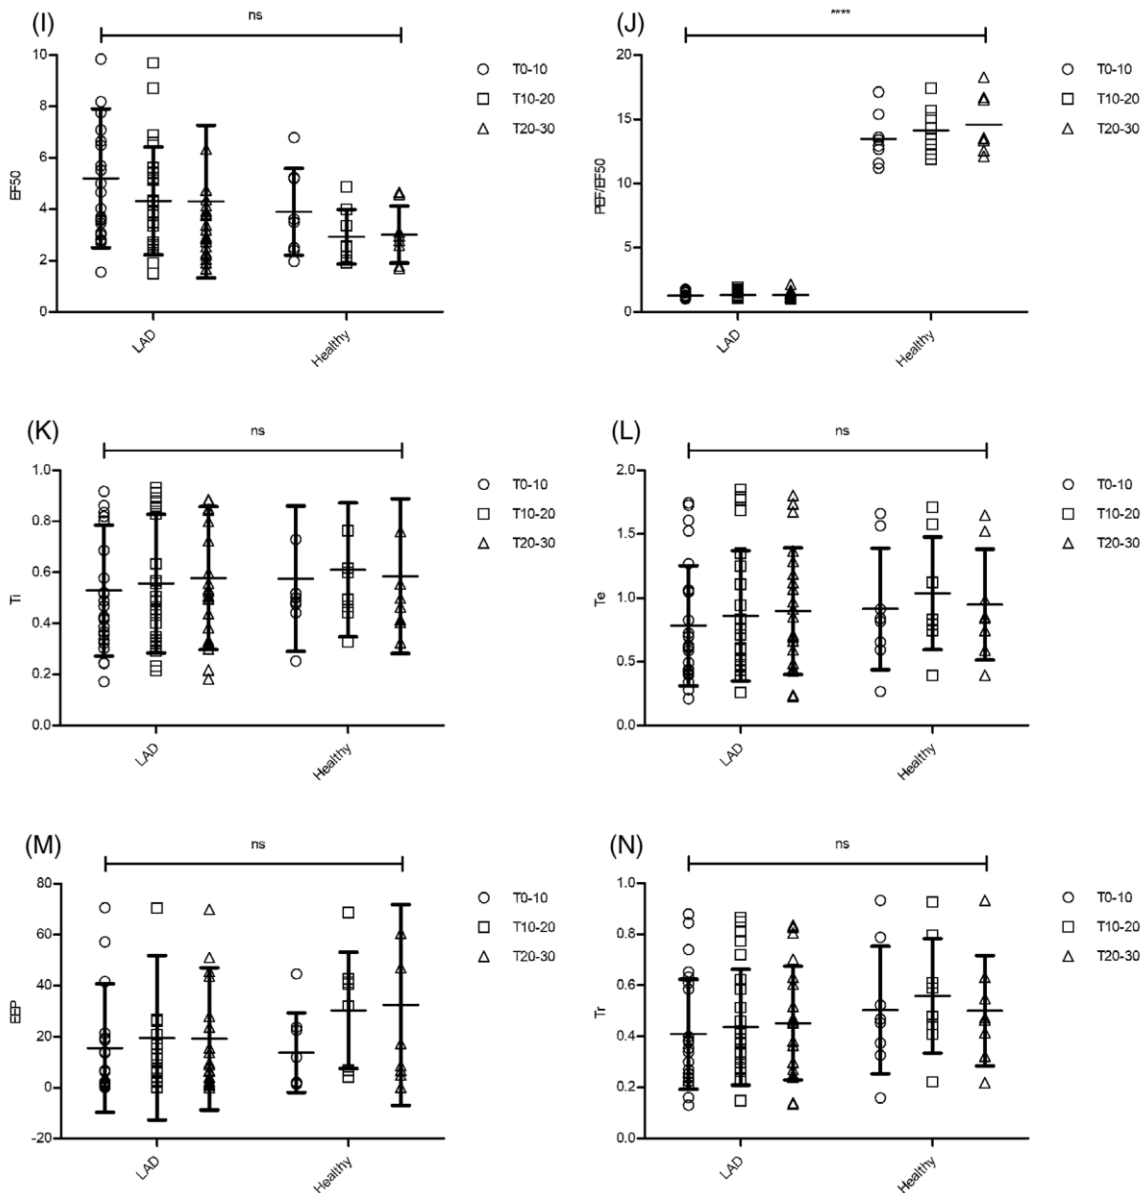 (I)
ns
EF50
10
8
6
4
2
0
LAD
Healthy
T0-10
T10-20
T20-30
(J)
****
PEF/EF50
20
15
10
5
0
LAD
Healthy
T0-10
T10-20
T20-30
(K)
ns
Ti
1.0
0.8
0.6
0.4
0.2
0.0
LAD
Healthy
T0-10
T10-20
T20-30
(L)
ns
Te
2.0
1.5
1.0
0.5
0.0
LAD
Healthy
T0-10
T10-20
T20-30
(M)
ns
EEP
80
60
40
20
0
-20
LAD
Healthy
T0-10
T10-20
T20-30
(N)
ns
Tr
1.0
0.8
0.6
0.4
0.2
0.0
LAD
Healthy
T0-10
T10-20
T20-30